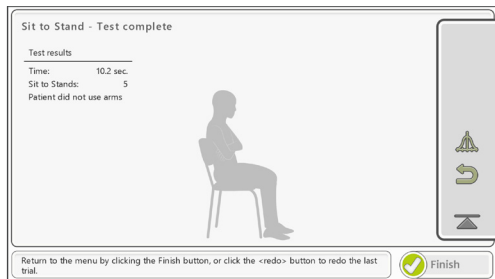 Sit to Stand - Test complete
Test results
Time: 10.2 sec.
Sit to Stands: 5
Patient did not use arms
Return to the menu by clicking the Finish button, or click the <redo> button to redo the last
trial.
Finish